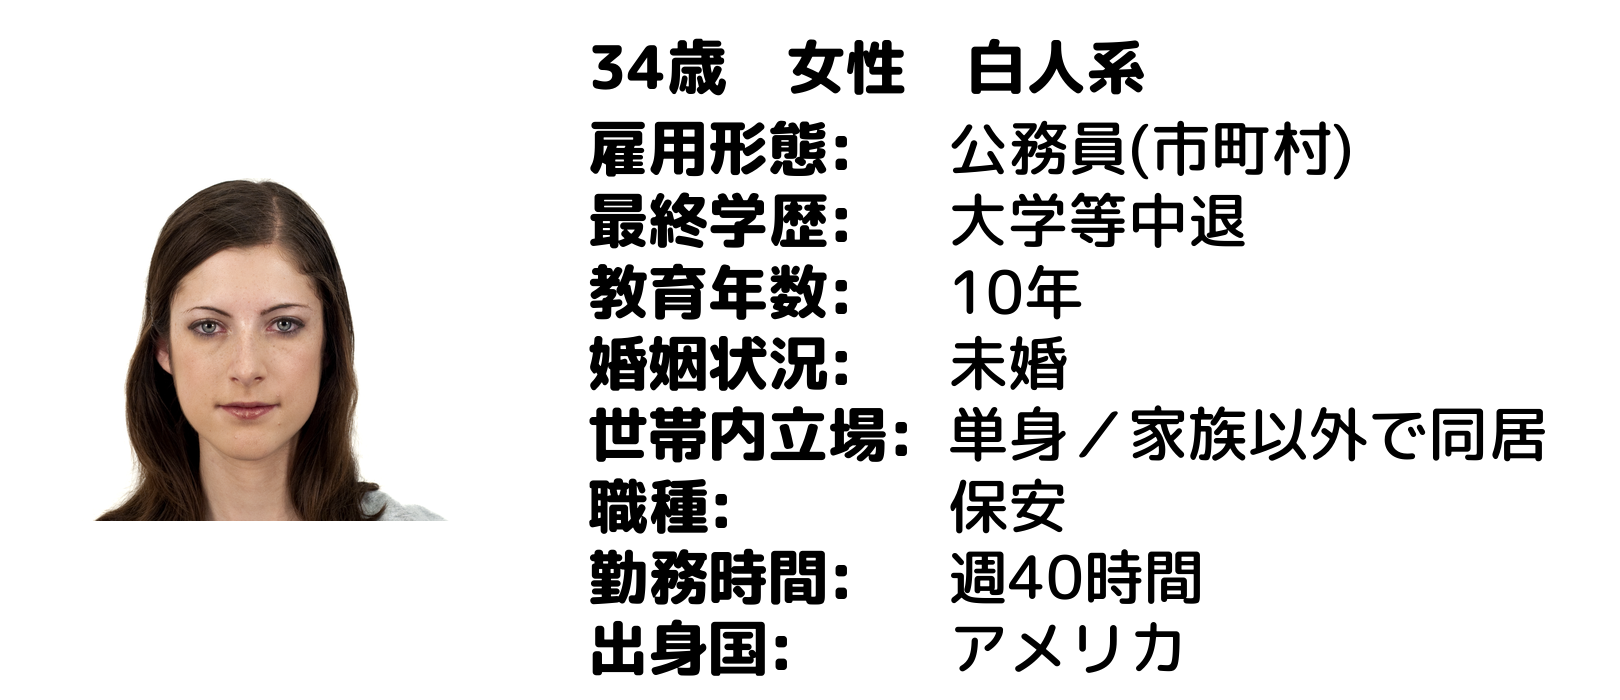 34歳　女性　白人系
雇用形態:　公務員(市町村)
最終学歴:　大学等中退
教育年数:　10年
婚姻状況:　未婚
世帯内立場:　単身／家族以外で同居
職種:　保安
勤務時間:　週40時間
出身国:　アメリカ